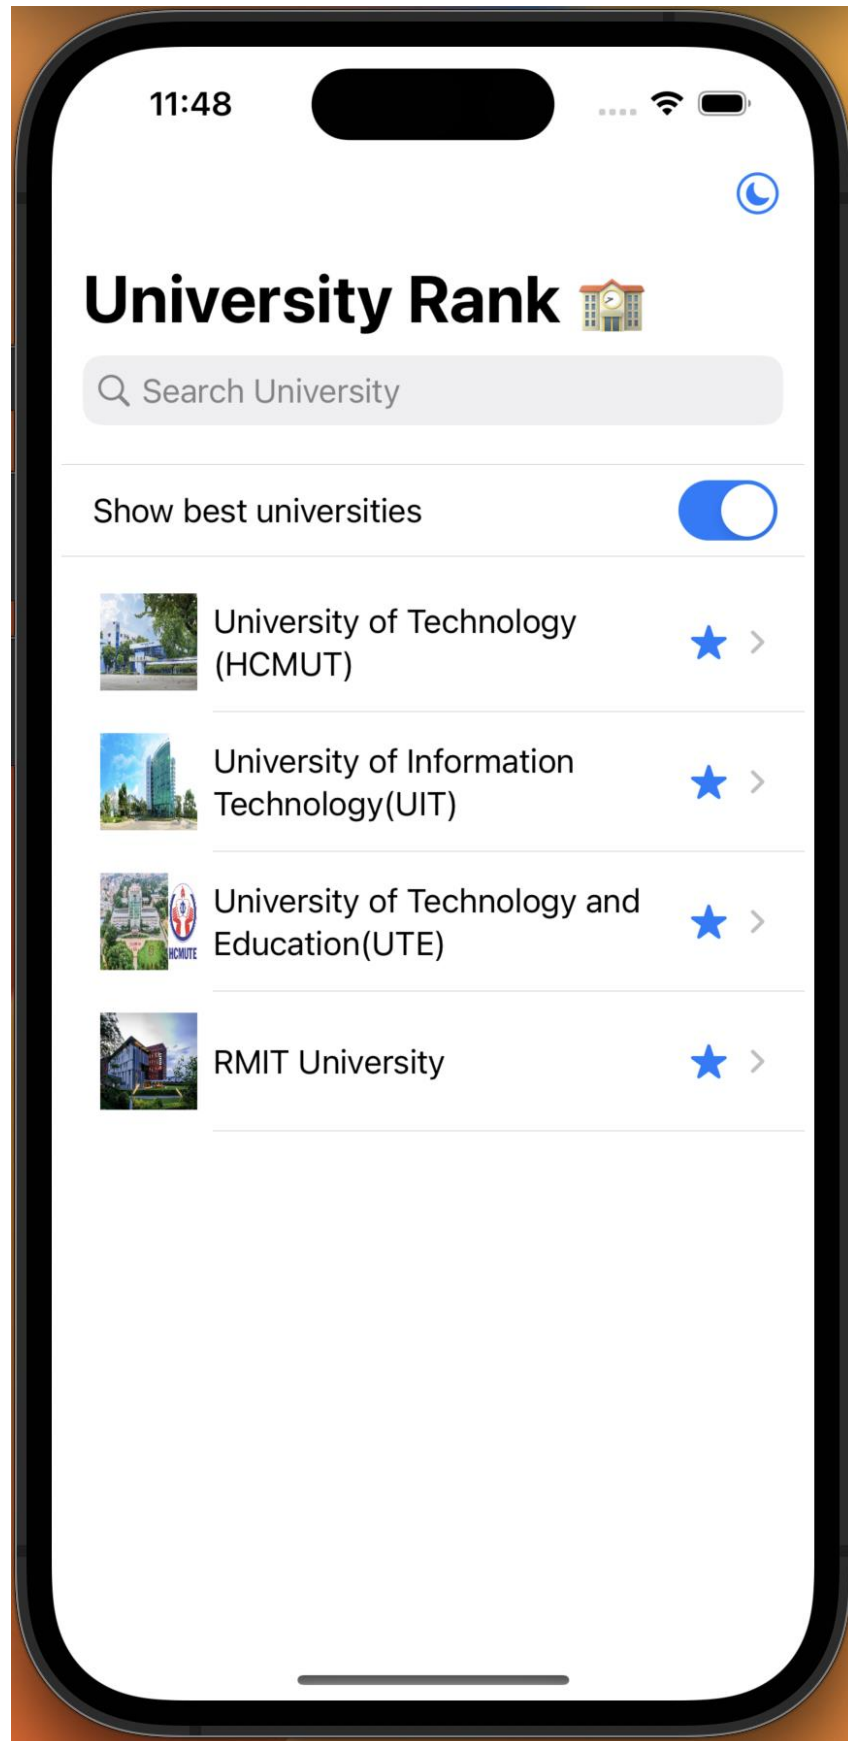 11:48
University Rank
Search University
Show best universities
University of Technology
(HCMUT)
University of Information
Technology(UIT)
University of Technology and
Education(UTE)
HCMUTE
RMIT University